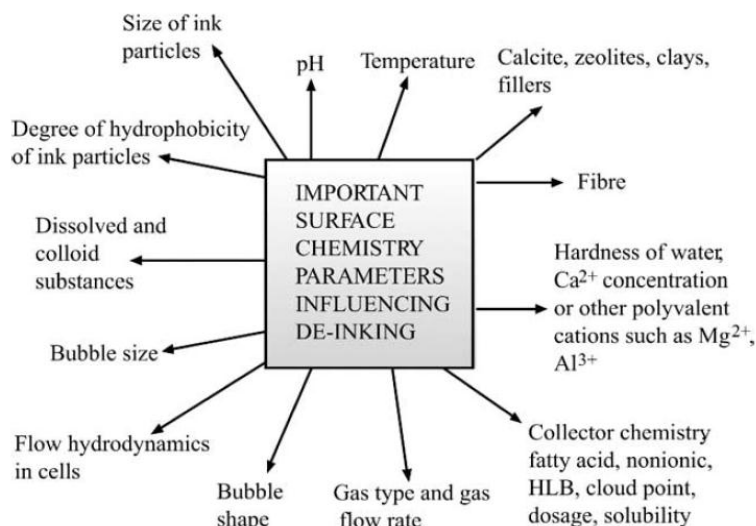 Size of ink
particles
pH
Temperature
Calcite, zeolites, clays,
fillers
Degree of hydrophobicity
of ink particles
IMPORTANT
SURFACE
CHEMISTRY
PARAMETERS
INFLUENCING
DE-INKING
Fibre
Dissolved and
colloid
substances
Hardness of water,
Ca²⁺ concentration
or other polyvalent
cations such as Mg²⁺,
Al³⁺
Bubble size
Flow hydrodynamics
in cells
Bubble
shape
Gas type and gas
flow rate
Collector chemistry
fatty acid, nonionic,
HLB, cloud point,
dosage, solubility